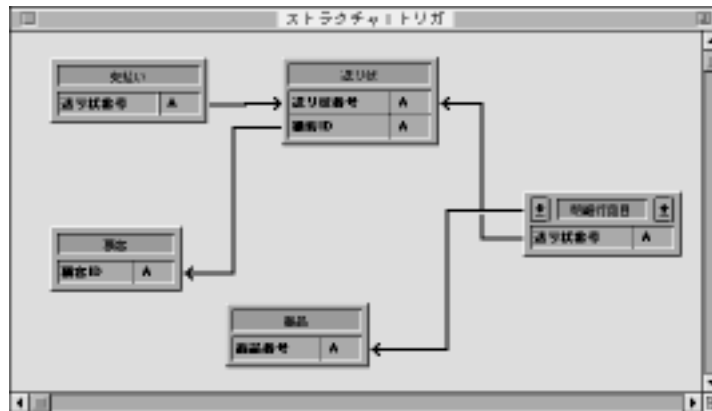 ストラクチャートリガ
支払い
送り状番号 A
送り状
送り状番号 A
顧客ID A
明細行項目
送り状番号 A
顧客
顧客ID A
商品
商品番号 A